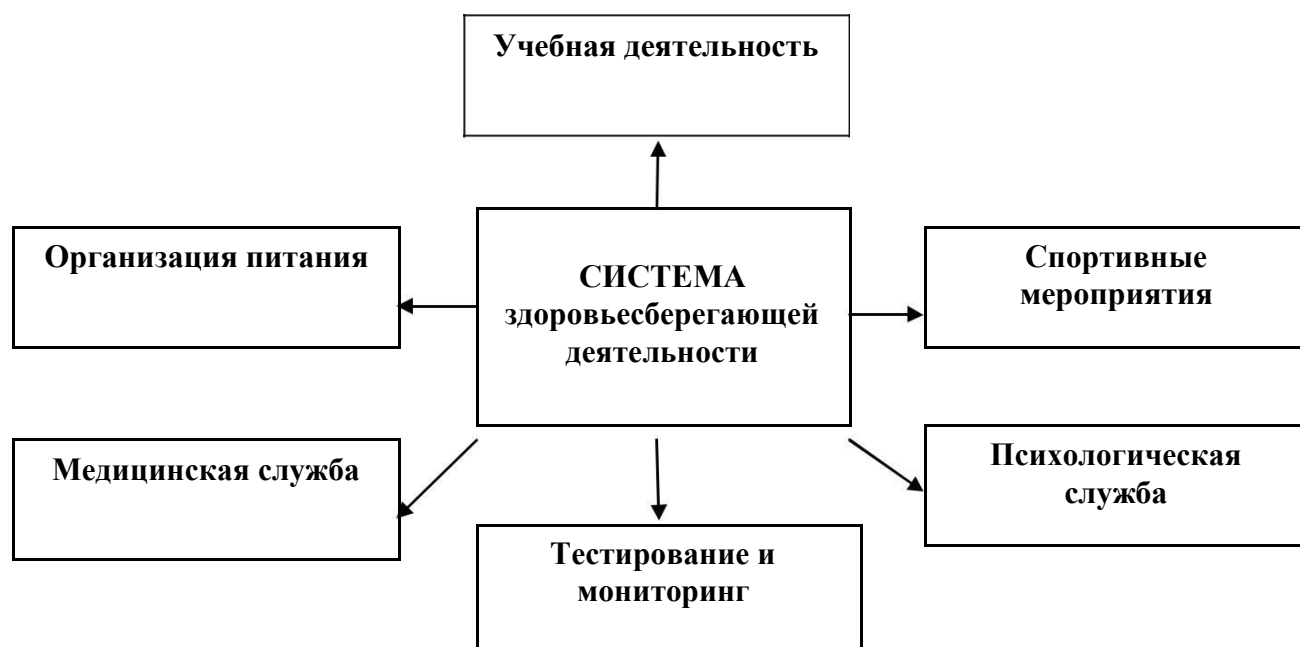 Учебная деятельность
Организация питания
СИСТЕМА
здоровьесберегающей
деятельности
Спортивные
мероприятия
Медицинская служба
Психологическая
служба
Тестирование и
мониторинг